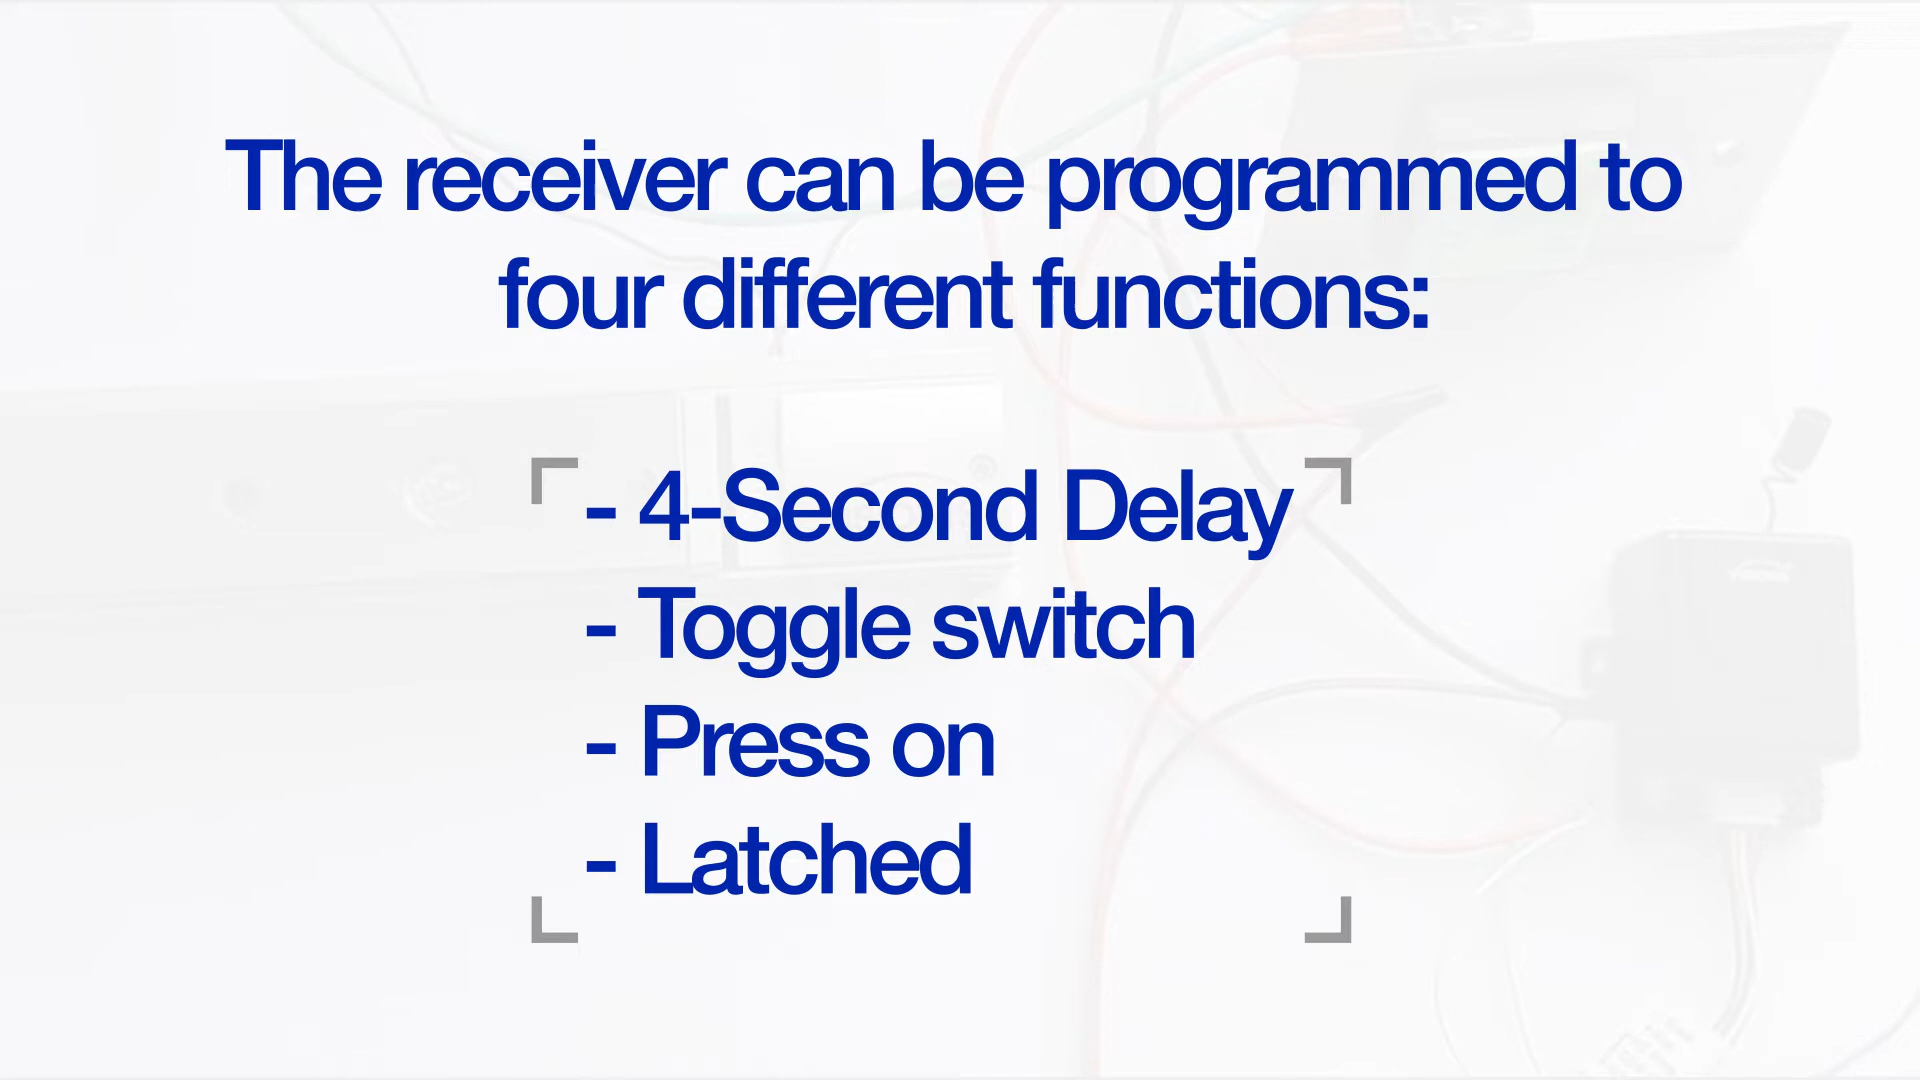 The receiver can be programmed to
four different functions:
- 4-Second Delay
- Toggle switch
- Press on
- Latched